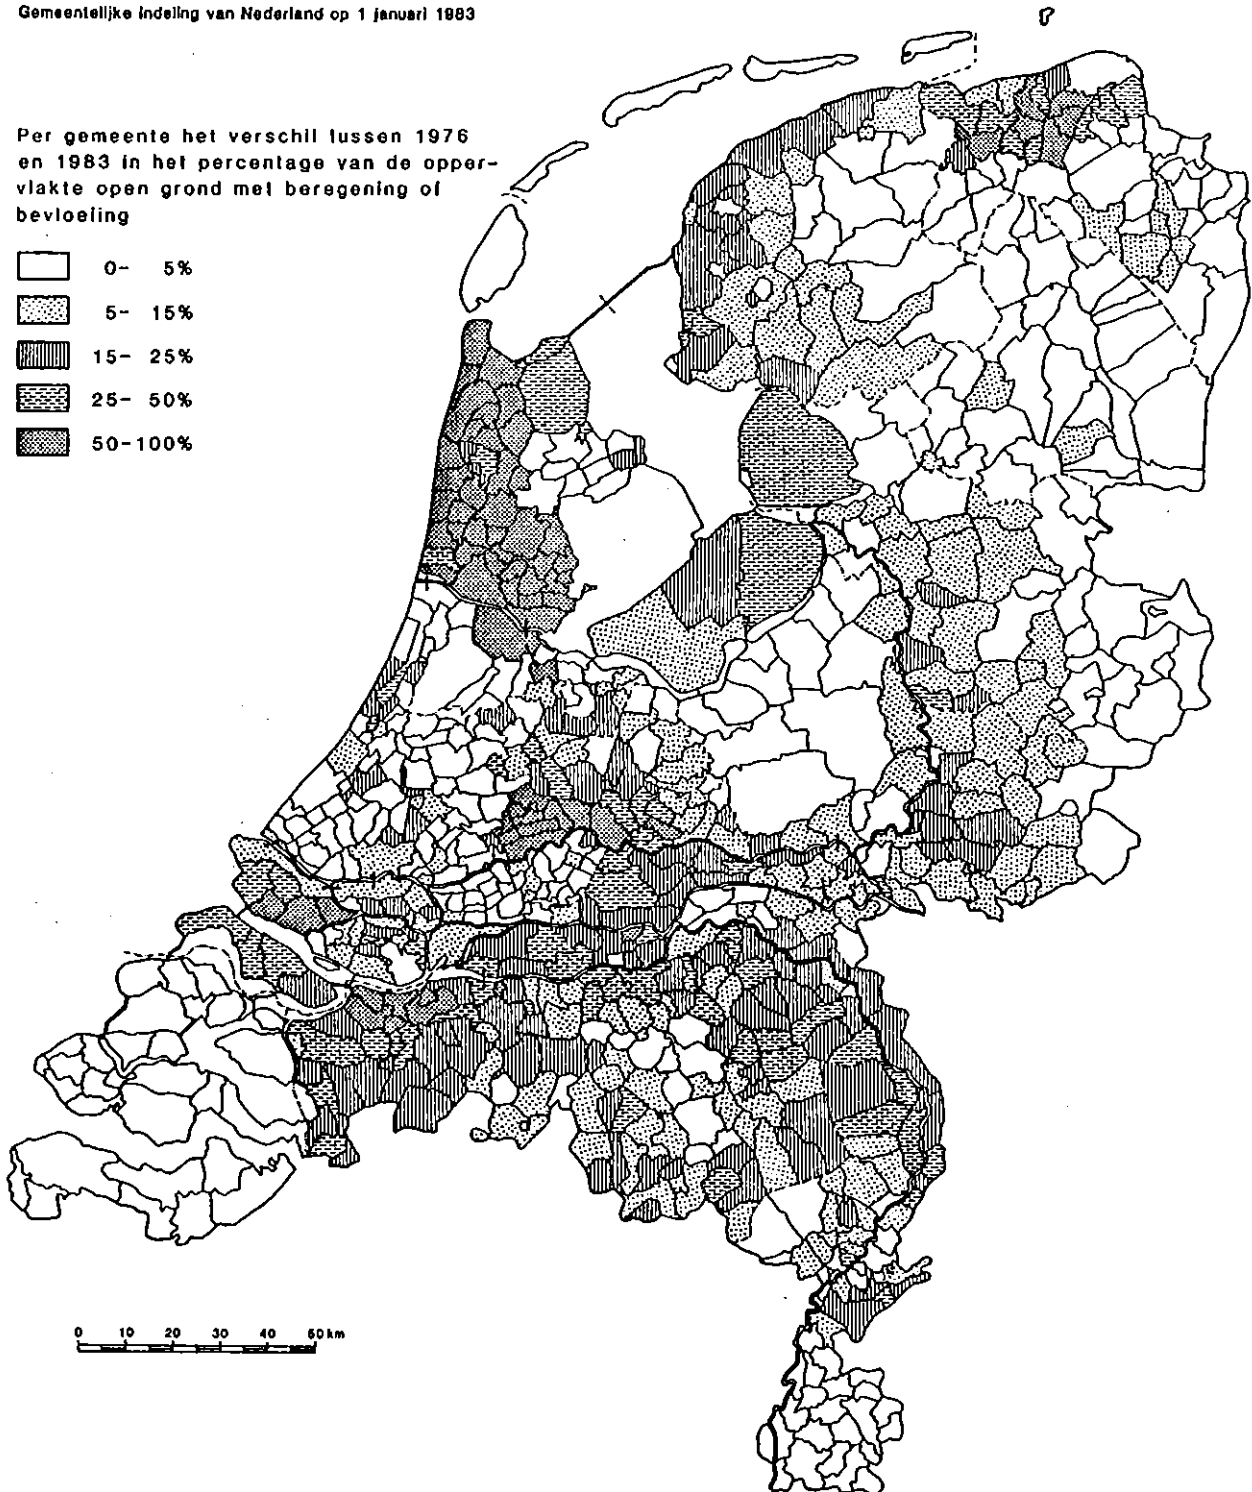 Gemeentelijke indeling van Nederland op 1 januari 1983
Per gemeente het verschil tussen 1976
en 1983 in het percentage van de opper-
vlakte open grond met beregening of
bevloeiing
0- 5%
5- 15%
15- 25%
25- 50%
50-100%
0 10 20 30 40 50 km